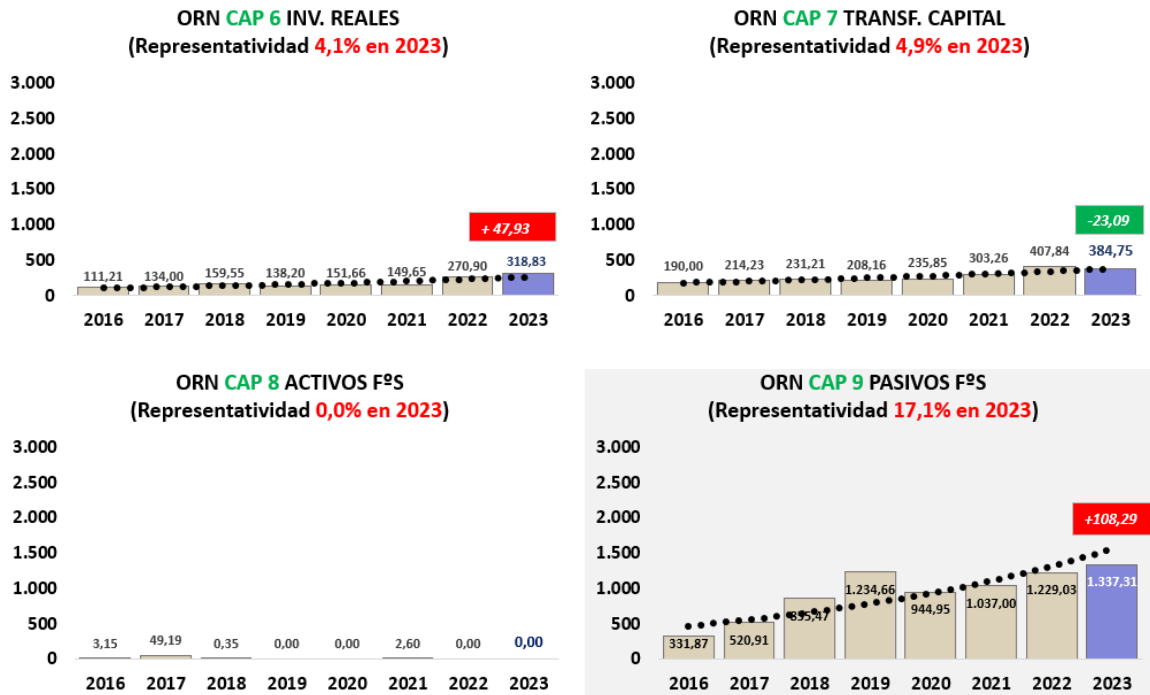 ORN CAP 6 INV. REALES
(Representatividad 4,1% en 2023)
3.000
2.500
2.000
1.500
1.000
500
0
+ 47,93
111,21 134,00 159,55 138,20 151,66 149,65 270,90 318,83
2016 2017 2018 2019 2020 2021 2022 2023
ORN CAP 7 TRANSF. CAPITAL
(Representatividad 4,9% en 2023)
3.000
2.500
2.000
1.500
1.000
500
0
-23,09
190,00 214,23 231,21 208,16 235,85 303,26 407,84 384,75
2016 2017 2018 2019 2020 2021 2022 2023
ORN CAP 8 ACTIVOS FºS
(Representatividad 0,0% en 2023)
3.000
2.500
2.000
1.500
1.000
500
0
3,15 49,19 0,35 0,00 0,00 2,60 0,00 0,00
2016 2017 2018 2019 2020 2021 2022 2023
ORN CAP 9 PASIVOS FºS
(Representatividad 17,1% en 2023)
3.000
2.500
2.000
1.500
1.000
500
0
+108,29
331,87 520,91 1.234,66 944,95 1.037,00 1.229,03 1.337,31
2016 2017 2018 2019 2020 2021 2022 2023